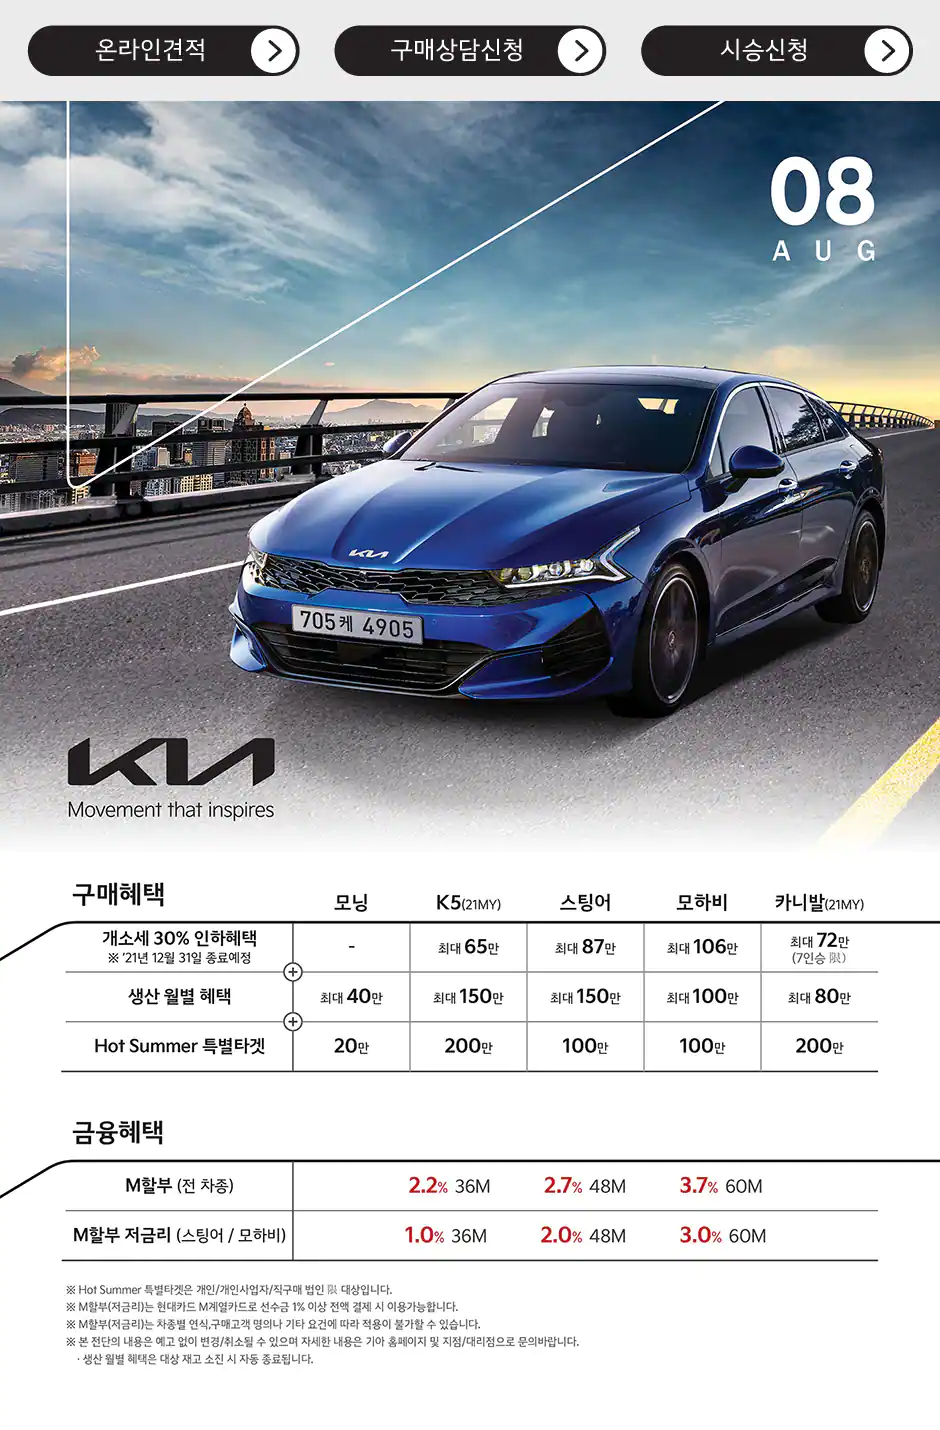 온라인견적
구매상담신청
시승신청
08
AUG
705케 4905
KIA
Movement that inspires
구매혜택
모닝 K5(21MY) 스팅어 모하비 카니발(21MY)
개소세 30% 인하혜택 - 최대 65만 최대 87만 최대 106만 최대 72만
※ '21년 12월 31일 종료예정 (7인승 限)
생산 월별 혜택 최대 40만 최대 150만 최대 150만 최대 100만 최대 80만
Hot Summer 특별타겟 20만 200만 100만 100만 200만
금융혜택
M할부 (전 차종) 2.2% 36M 2.7% 48M 3.7% 60M
M할부 저금리 (스팅어 / 모하비) 1.0% 36M 2.0% 48M 3.0% 60M
※ Hot Summer 특별타겟은 개인/개인사업자/직구매 법인 限 대상입니다.
※ M할부(저금리)는 현대카드 M계열카드로 선수금 1% 이상 전액 결제 시 이용가능합니다.
※ M할부(저금리)는 차종별 연식,구매고객 명의나 기타 요건에 따라 적용이 불가할 수 있습니다.
※ 본 전단의 내용은 예고 없이 변경/취소될 수 있으며 자세한 내용은 기아 홈페이지 및 지점/대리점으로 문의바랍니다.
· 생산 월별 혜택은 대상 재고 소진 시 자동 종료됩니다.